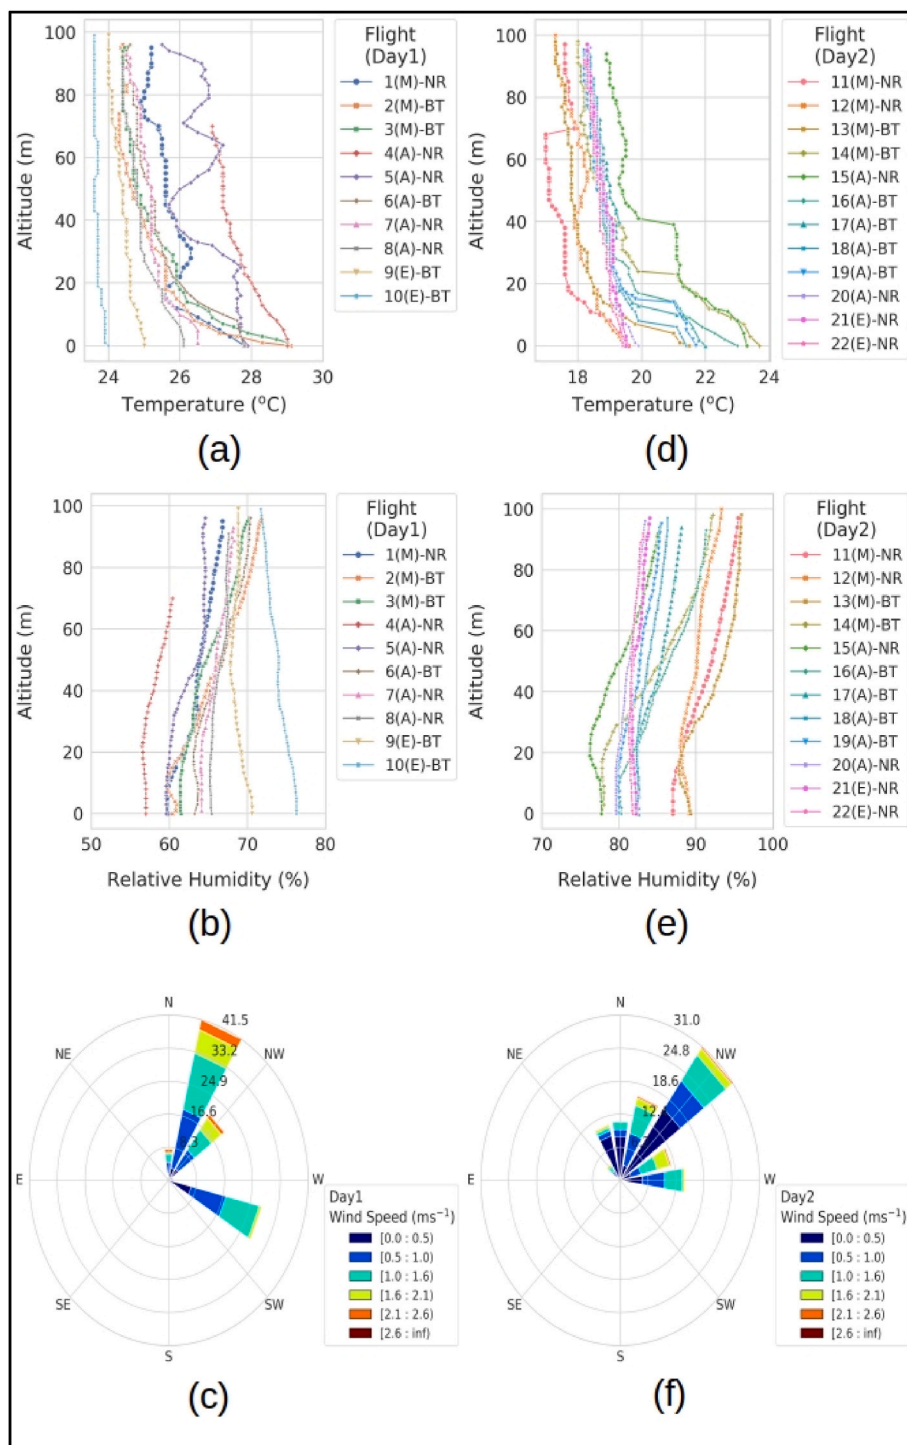 Flight
(Day1)
1(M)-NR
2(M)-BT
3(M)-BT
4(A)-NR
5(A)-NR
6(A)-BT
7(A)-NR
8(A)-NR
9(E)-BT
10(E)-BT
100
80
60
40
20
0
Altitude (m)
24 26 28 30
Temperature (°C)
(a)
Flight
(Day2)
11(M)-NR
12(M)-NR
13(M)-BT
14(M)-BT
15(A)-NR
16(A)-BT
17(A)-BT
18(A)-BT
19(A)-BT
20(A)-NR
21(E)-NR
22(E)-NR
100
80
60
40
20
0
Altitude (m)
18 20 22 24
Temperature (°C)
(d)
Flight
(Day1)
1(M)-NR
2(M)-BT
3(M)-BT
4(A)-NR
5(A)-NR
6(A)-BT
7(A)-NR
8(A)-NR
9(E)-BT
10(E)-BT
100
80
60
40
20
0
Altitude (m)
50 60 70 80
Relative Humidity (%)
(b)
Flight
(Day2)
11(M)-NR
12(M)-NR
13(M)-BT
14(M)-BT
15(A)-NR
16(A)-BT
17(A)-BT
18(A)-BT
19(A)-BT
20(A)-NR
21(E)-NR
22(E)-NR
100
80
60
40
20
0
Altitude (m)
70 80 90 100
Relative Humidity (%)
(e)
N
NE
NW
E
W
SE
SW
S
41.5
33.2
24.9
16.6
Day1
Wind Speed (ms⁻¹)
[0.0 : 0.5)
[0.5 : 1.0)
[1.0 : 1.6)
[1.6 : 2.1)
[2.1 : 2.6)
[2.6 : inf)
(c)
N
NE
NW
E
W
SE
SW
S
31.0
24.8
18.6
Day2
Wind Speed (ms⁻¹)
[0.0 : 0.5)
[0.5 : 1.0)
[1.0 : 1.6)
[1.6 : 2.1)
[2.1 : 2.6)
[2.6 : inf)
(f)